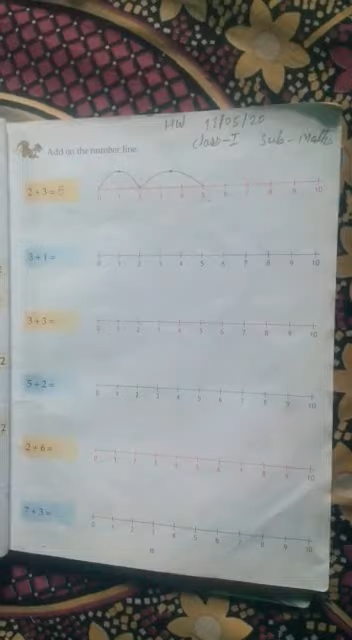 HW 11/05/20
Class-I Sub-Maths
Add on the number line.
2+3=5
0 1 2 3 4 5 6 7 8 9 10
3+1=
0 1 2 3 4 5 6 7 8 9 10
3+3=
0 1 2 3 4 5 6 7 8 9 10
5+2=
0 1 2 3 4 5 6 7 8 9 10
2+6=
0 1 2 3 4 5 6 7 8 9 10
7+3=
0 1 2 3 4 5 6 7 8 9 10